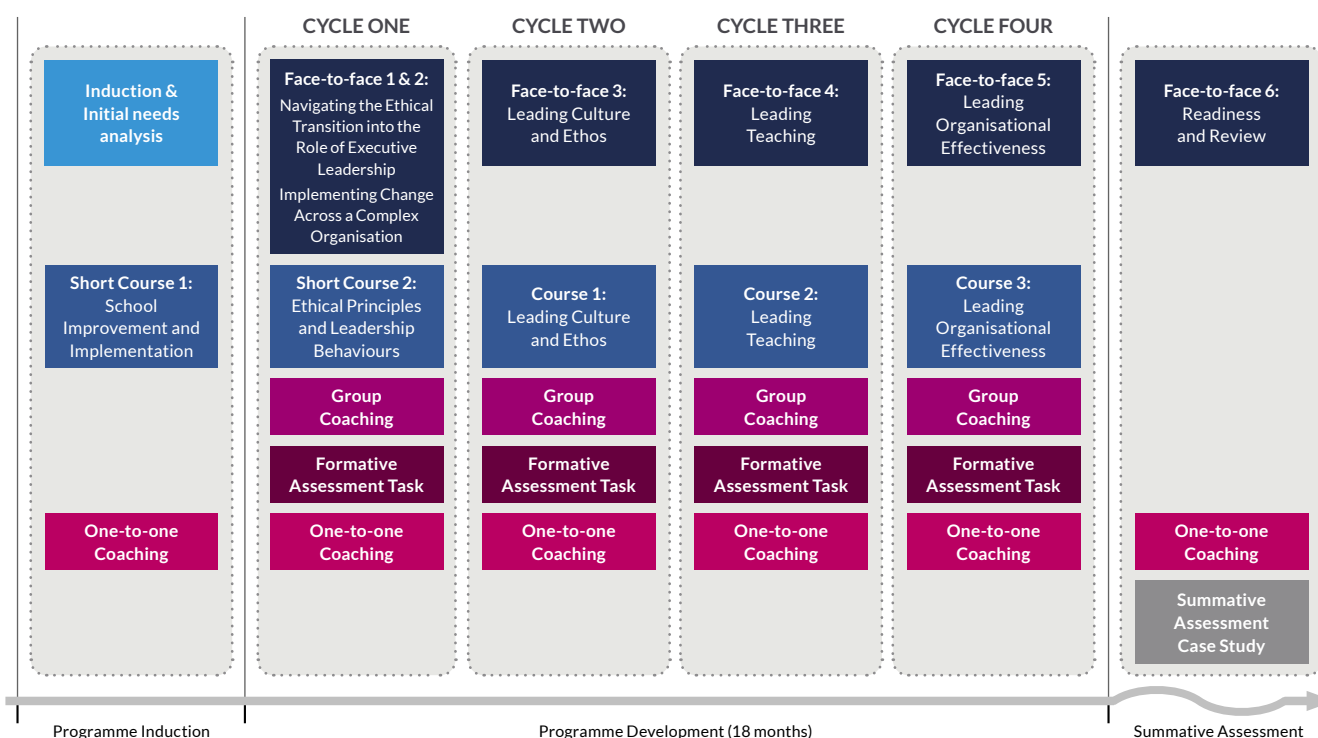 CYCLE ONE
CYCLE TWO
CYCLE THREE
CYCLE FOUR
Induction &
Initial needs
analysis
Short Course 1:
School
Improvement and
Implementation
One-to-one
Coaching
Face-to-face 1 & 2:
Navigating the Ethical
Transition into the
Role of Executive
Leadership
Implementing Change
Across a Complex
Organisation
Short Course 2:
Ethical Principles
and Leadership
Behaviours
Group
Coaching
Formative
Assessment Task
One-to-one
Coaching
Face-to-face 3:
Leading Culture
and Ethos
Course 1:
Leading Culture
and Ethos
Group
Coaching
Formative
Assessment Task
One-to-one
Coaching
Face-to-face 4:
Leading
Teaching
Course 2:
Leading
Teaching
Group
Coaching
Formative
Assessment Task
One-to-one
Coaching
Face-to-face 5:
Leading
Organisational
Effectiveness
Course 3:
Leading
Organisational
Effectiveness
Group
Coaching
Formative
Assessment Task
One-to-one
Coaching
Face-to-face 6:
Readiness
and Review
One-to-one
Coaching
Summative
Assessment
Case Study
Programme Induction
Programme Development (18 months)
Summative Assessment